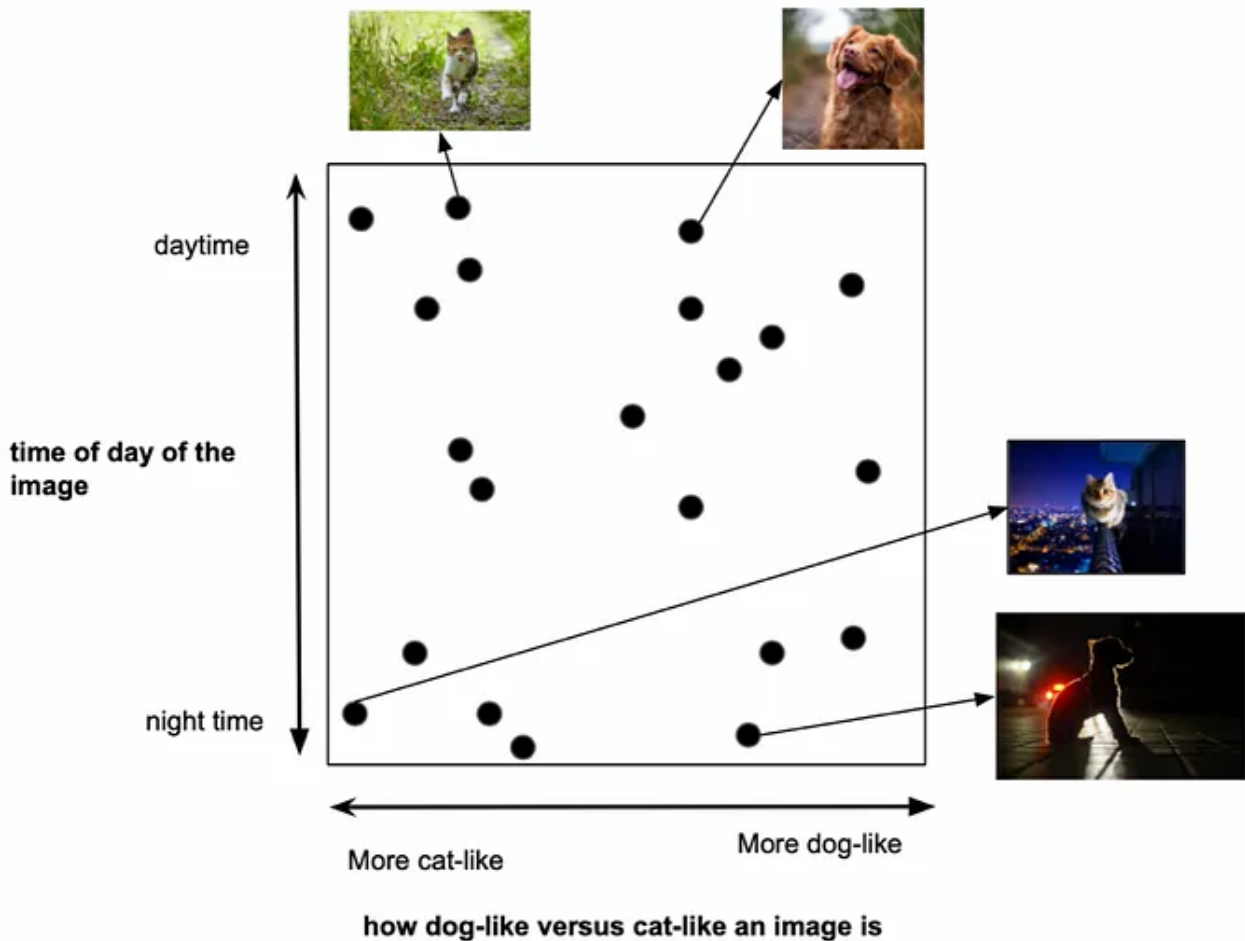 daytime
time of day of the
image
night time
More cat-like
More dog-like
how dog-like versus cat-like an image is